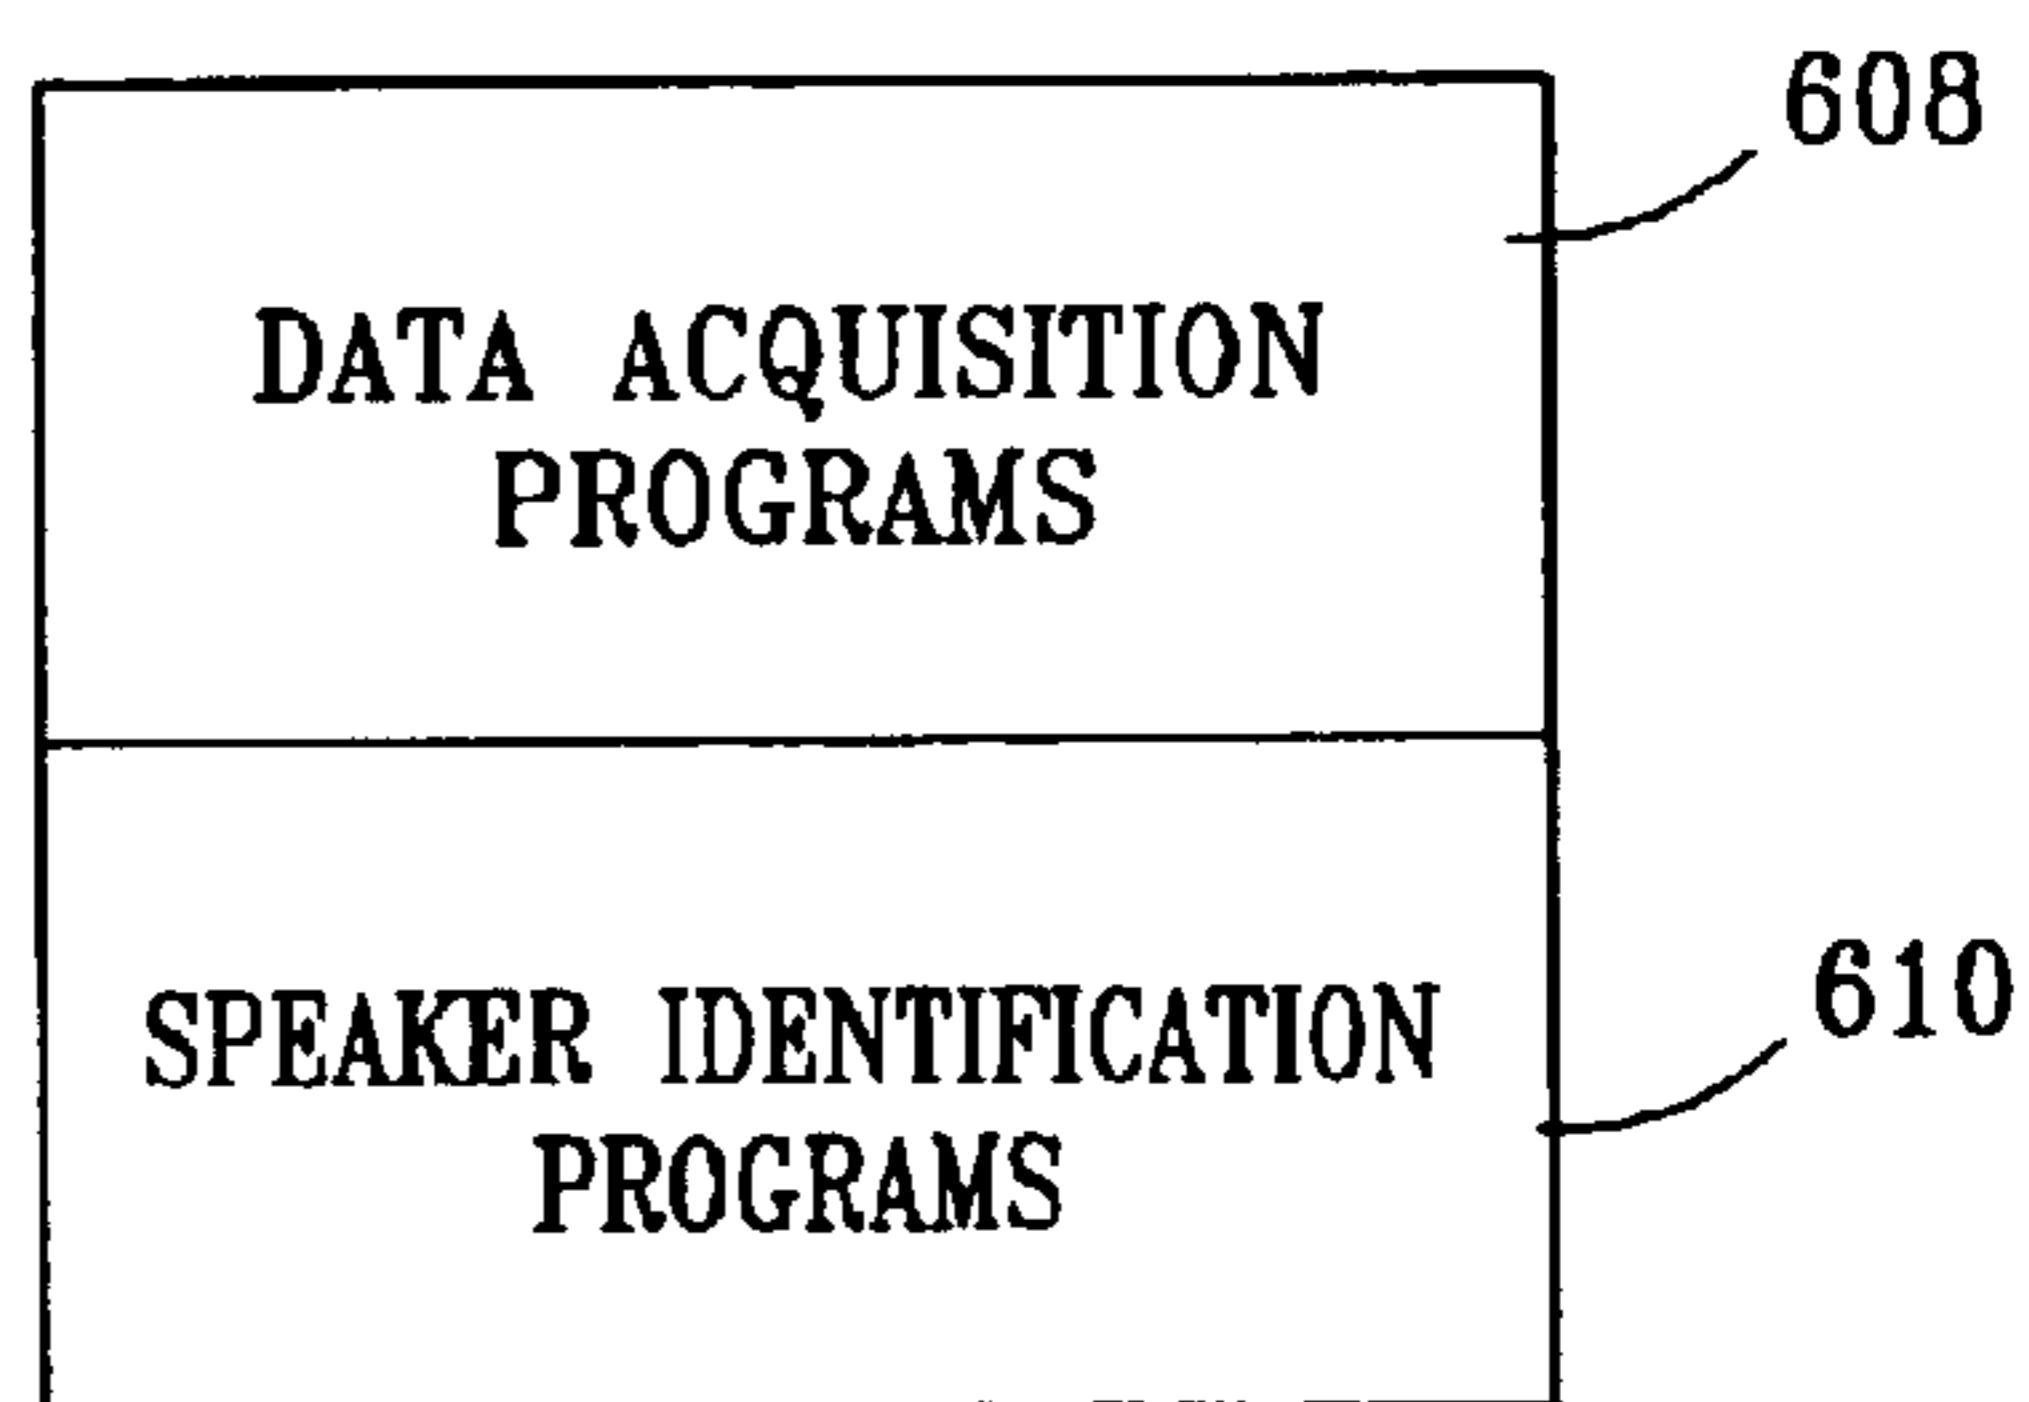 608
DATA ACQUISITION
PROGRAMS
610
SPEAKER IDENTIFICATION
PROGRAMS